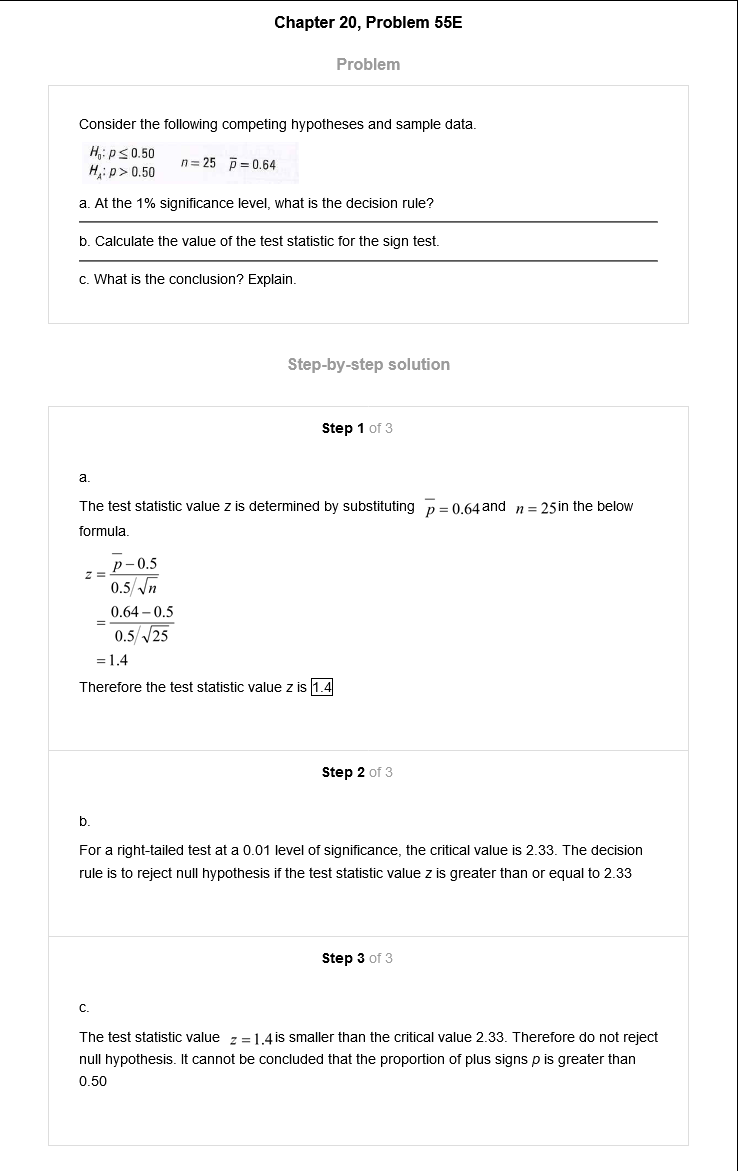 Chapter 20, Problem 55E
Problem
Consider the following competing hypotheses and sample data.
H₀: p ≤ 0.50
n = 25 p̅ = 0.64
H_A: p > 0.50
a. At the 1% significance level, what is the decision rule?
b. Calculate the value of the test statistic for the sign test.
c. What is the conclusion? Explain.
Step-by-step solution
Step 1 of 3
a.
The test statistic value z is determined by substituting p̅ = 0.64 and n = 25 in the below
formula.
z = (p̅ − 0.5) / (0.5/√n)
= (0.64 − 0.5) / (0.5/√25)
= 1.4
Therefore the test statistic value z is 1.4
Step 2 of 3
b.
For a right-tailed test at a 0.01 level of significance, the critical value is 2.33. The decision
rule is to reject null hypothesis if the test statistic value z is greater than or equal to 2.33
Step 3 of 3
c.
The test statistic value z = 1.4 is smaller than the critical value 2.33. Therefore do not reject
null hypothesis. It cannot be concluded that the proportion of plus signs p is greater than
0.50